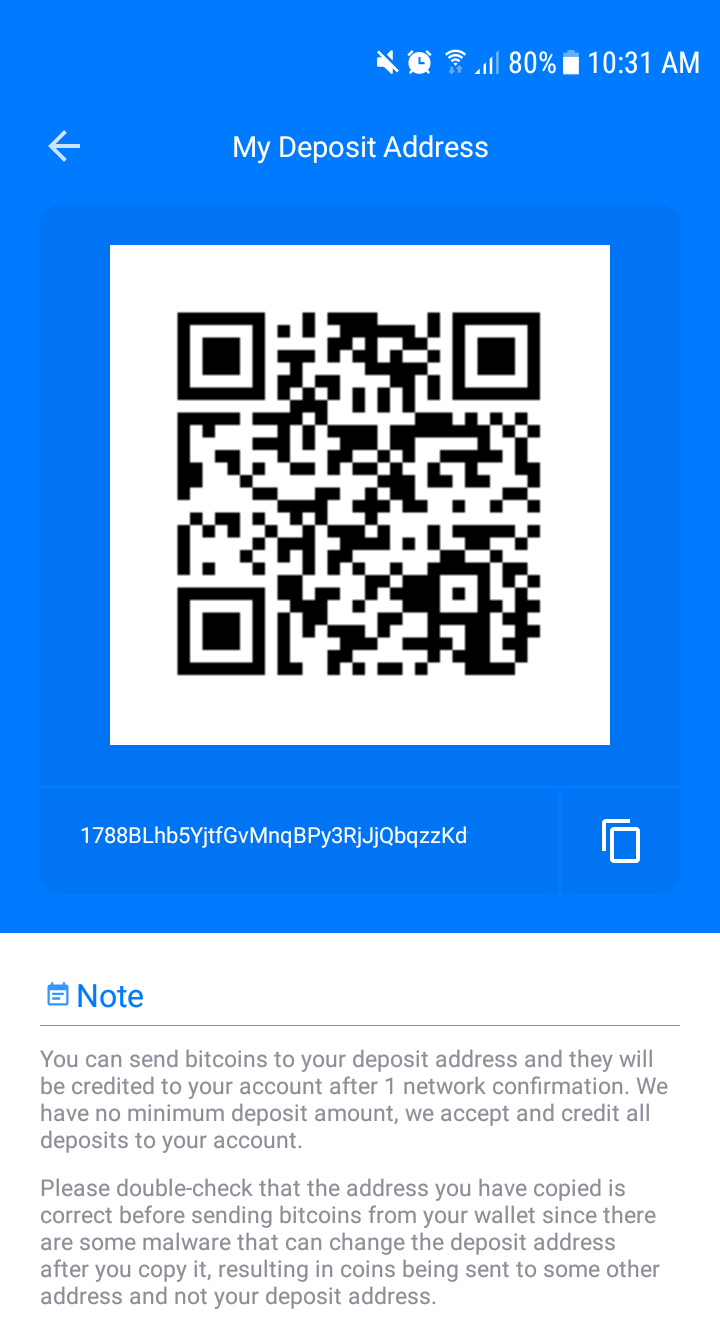 80% 10:31 AM
My Deposit Address
1788BLhb5YjtfGvMnqBPy3RjJjQbqzzKd
Note
You can send bitcoins to your deposit address and they will
be credited to your account after 1 network confirmation. We
have no minimum deposit amount, we accept and credit all
deposits to your account.
Please double-check that the address you have copied is
correct before sending bitcoins from your wallet since there
are some malware that can change the deposit address
after you copy it, resulting in coins being sent to some other
address and not your deposit address.